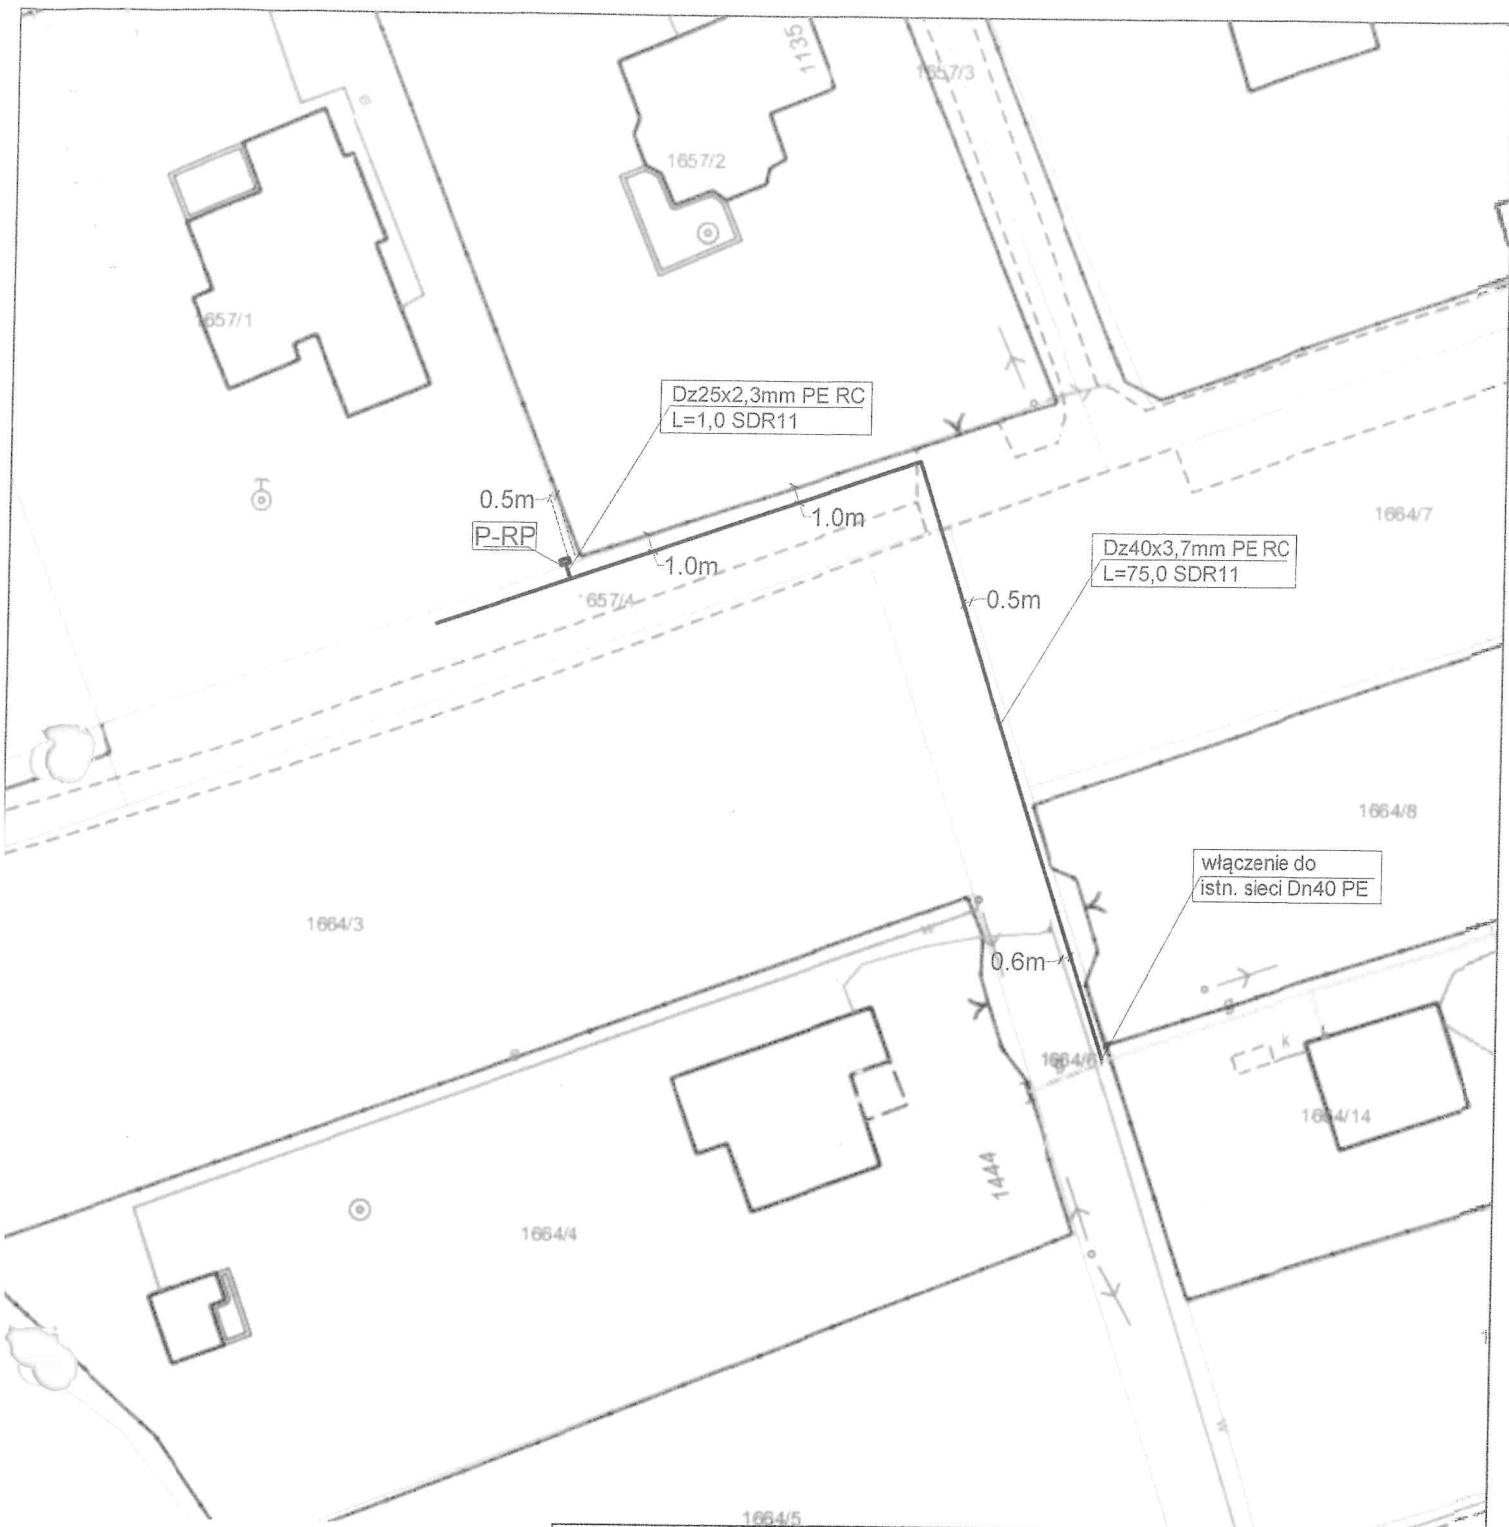 1135
1657/3
1657/2
1657/1
Dz25x2,3mm PE RC
L=1,0 SDR11
0.5m
P-RP
1.0m
1.0m
1657/4
1664/7
Dz40x3,7mm PE RC
L=75,0 SDR11
0.5m
1664/8
włączenie do
istn. sieci Dn40 PE
1664/3
w
0.6m
g
k
1664/6
g
1664/14
1444
1664/4
w
1664/5